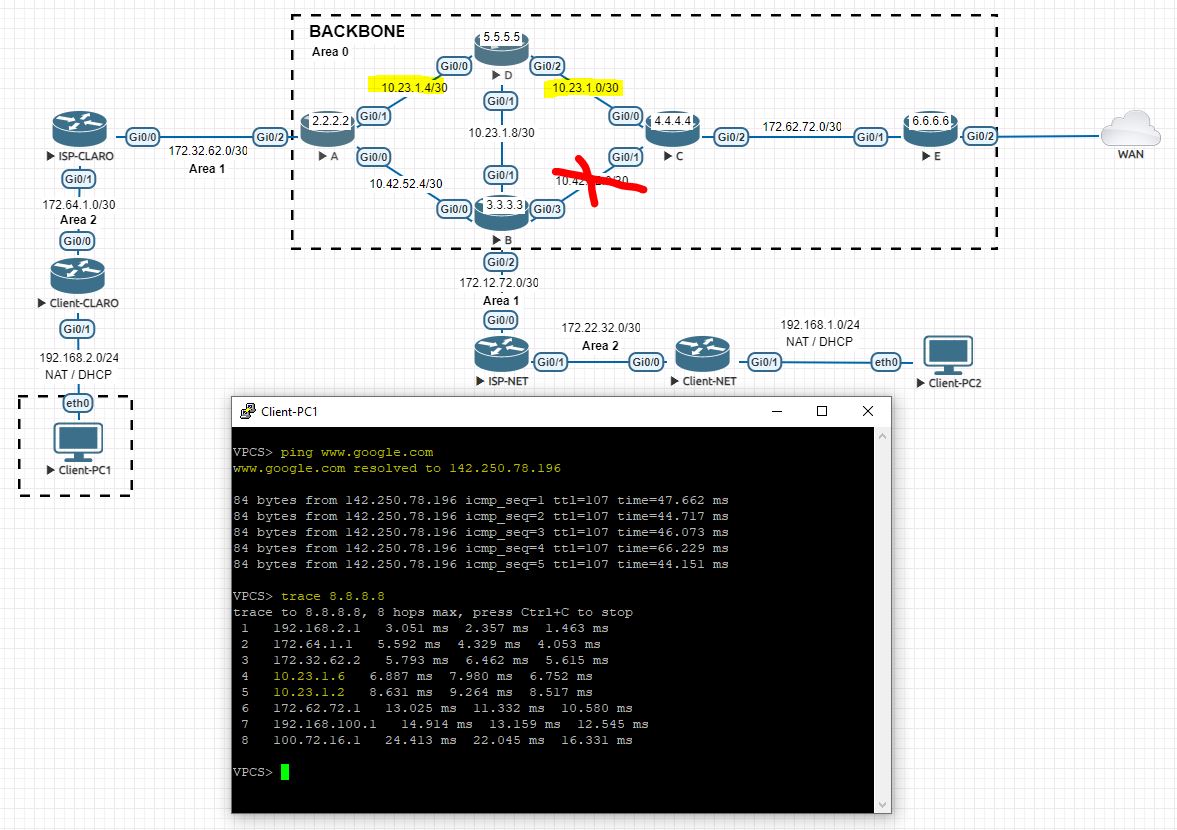 BACKBONE
Area 0
5.5.5.5
Gi0/0
Gi0/2
D
10.23.1.4/30
10.23.1.0/30
Gi0/1
Gi0/1
Gi0/0
2.2.2.2
4.4.4.4
6.6.6.6
ISP-CLARO
Gi0/0
172.32.62.0/30
Area 1
Gi0/2
A
10.23.1.8/30
C
Gi0/2
172.62.72.0/30
Gi0/1
E
Gi0/2
WAN
Gi0/0
Gi0/1
Gi0/1
172.64.1.0/30
Area 2
Gi0/1
10.42.52.4/30
Gi0/1
Gi0/0
3.3.3.3
Gi0/3
B
Gi0/0
Client-CLARO
Gi0/2
172.12.72.0/30
Area 1
Gi0/0
Gi0/1
192.168.2.0/24
NAT / DHCP
172.22.32.0/30
Area 2
192.168.1.0/24
NAT / DHCP
ISP-NET
Gi0/1
Gi0/0
Client-NET
Gi0/1
eth0
Client-PC2
eth0
Client-PC1
Client-PC1
VPCS> ping www.google.com
www.google.com resolved to 142.250.78.196
84 bytes from 142.250.78.196 icmp_seq=1 ttl=107 time=47.662 ms
84 bytes from 142.250.78.196 icmp_seq=2 ttl=107 time=44.717 ms
84 bytes from 142.250.78.196 icmp_seq=3 ttl=107 time=46.073 ms
84 bytes from 142.250.78.196 icmp_seq=4 ttl=107 time=66.229 ms
84 bytes from 142.250.78.196 icmp_seq=5 ttl=107 time=44.151 ms
VPCS> trace 8.8.8.8
trace to 8.8.8.8, 8 hops max, press Ctrl+C to stop
1 192.168.2.1 3.051 ms 2.357 ms 1.463 ms
2 172.64.1.1 5.592 ms 4.329 ms 4.053 ms
3 172.32.62.2 5.793 ms 6.462 ms 5.615 ms
4 10.23.1.6 6.887 ms 7.980 ms 6.752 ms
5 10.23.1.2 8.631 ms 9.264 ms 8.517 ms
6 172.62.72.1 13.025 ms 11.332 ms 10.580 ms
7 192.168.100.1 14.914 ms 13.159 ms 12.545 ms
8 100.72.16.1 24.413 ms 22.045 ms 16.331 ms
VPCS>